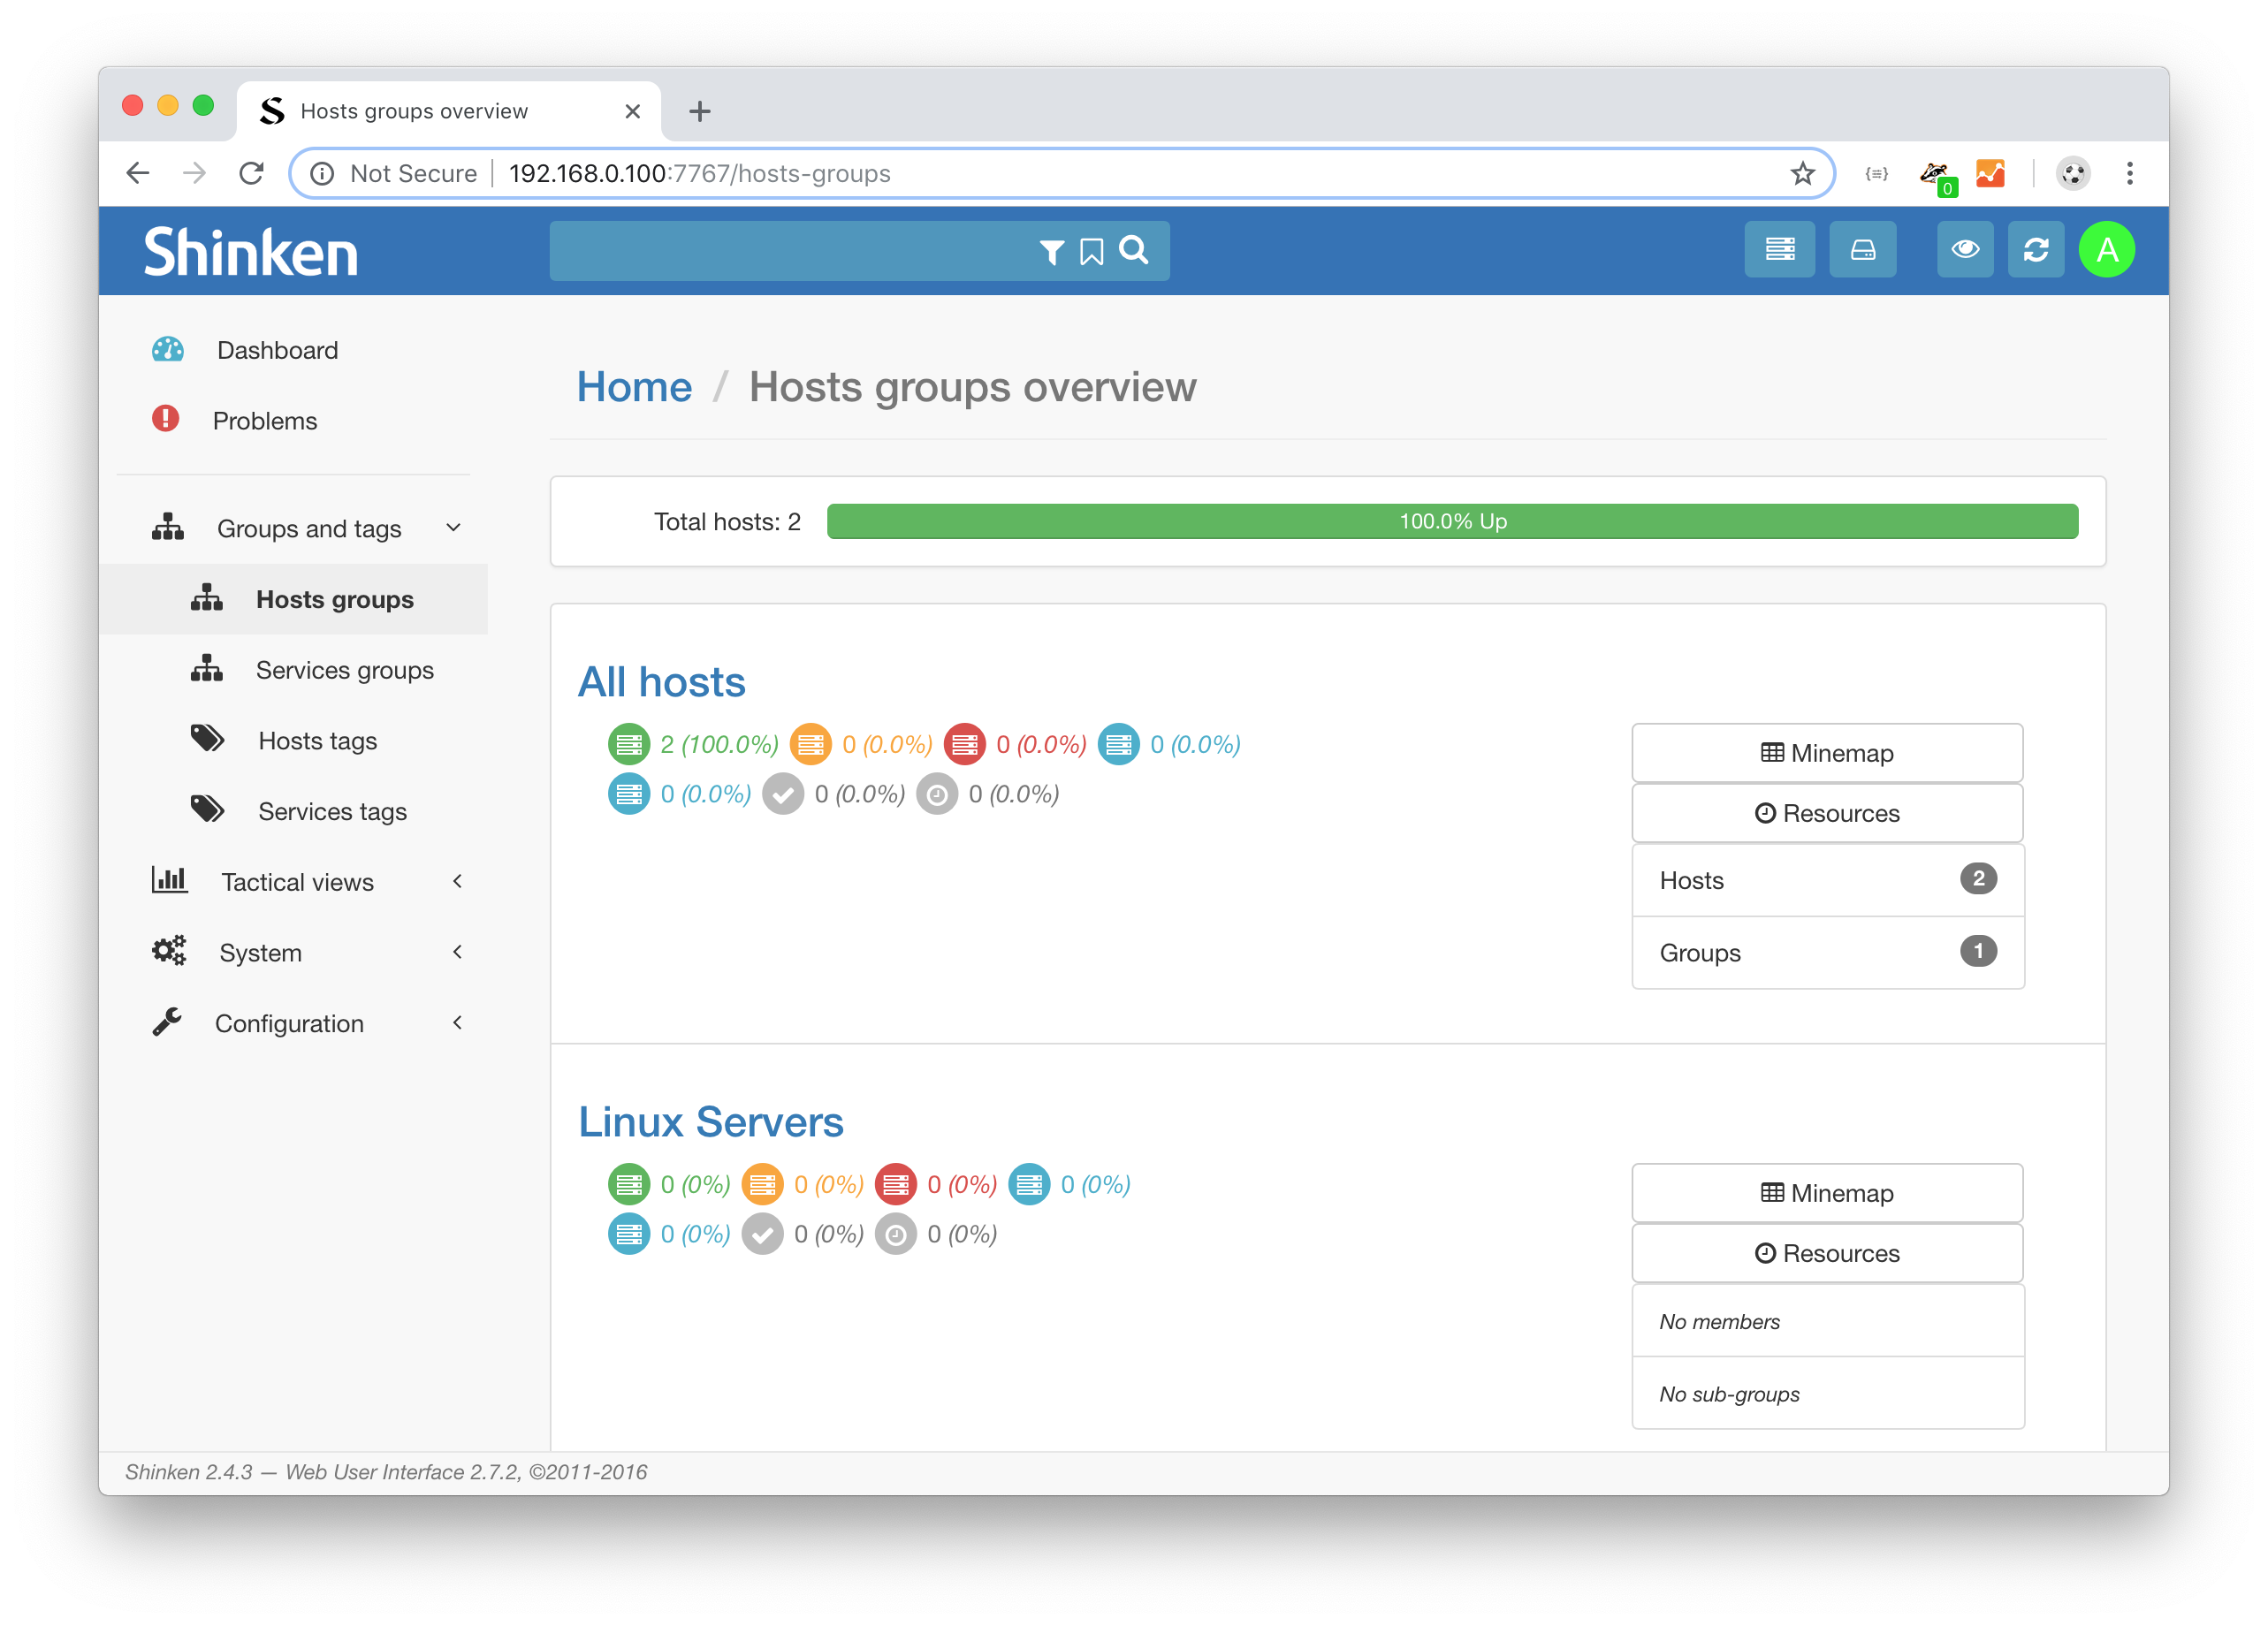 Hosts groups overview
Not Secure 192.168.0.100:7767/hosts-groups
0
Shinken
A
Dashboard
Problems
Groups and tags
Hosts groups
Services groups
Hosts tags
Services tags
Tactical views
System
Configuration
Home / Hosts groups overview
Total hosts: 2
100.0% Up
All hosts
2 (100.0%) 0 (0.0%) 0 (0.0%) 0 (0.0%)
0 (0.0%) 0 (0.0%) 0 (0.0%)
Minemap
Resources
Hosts 2
Groups 1
Linux Servers
0 (0%) 0 (0%) 0 (0%) 0 (0%)
0 (0%) 0 (0%) 0 (0%)
Minemap
Resources
No members
No sub-groups
Shinken 2.4.3 — Web User Interface 2.7.2, ©2011-2016